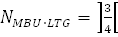 N_{MBU·LTG} = ]3/4[